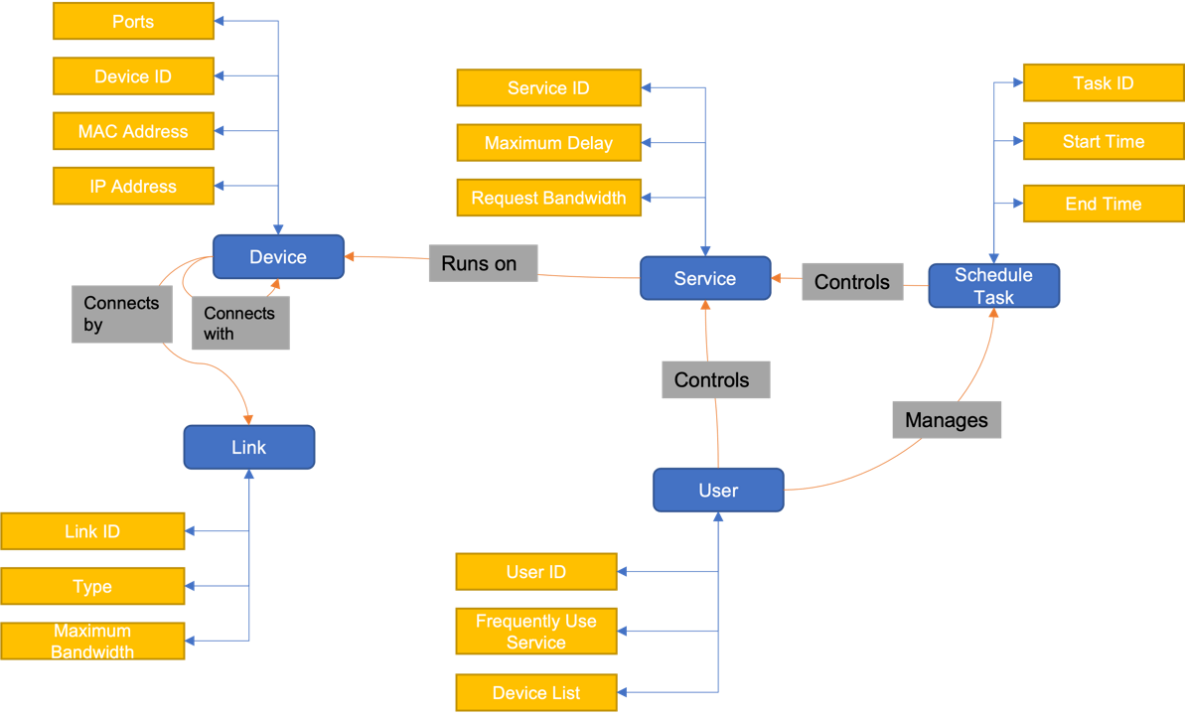 Ports
Device ID
MAC Address
IP Address
Device
Connects
by
Connects
with
Link
Link ID
Type
Maximum
Bandwidth
Runs on
Service ID
Maximum Delay
Request Bandwidth
Service
Controls
Controls
User
User ID
Frequently Use
Service
Device List
Task ID
Start Time
End Time
Schedule
Task
Manages